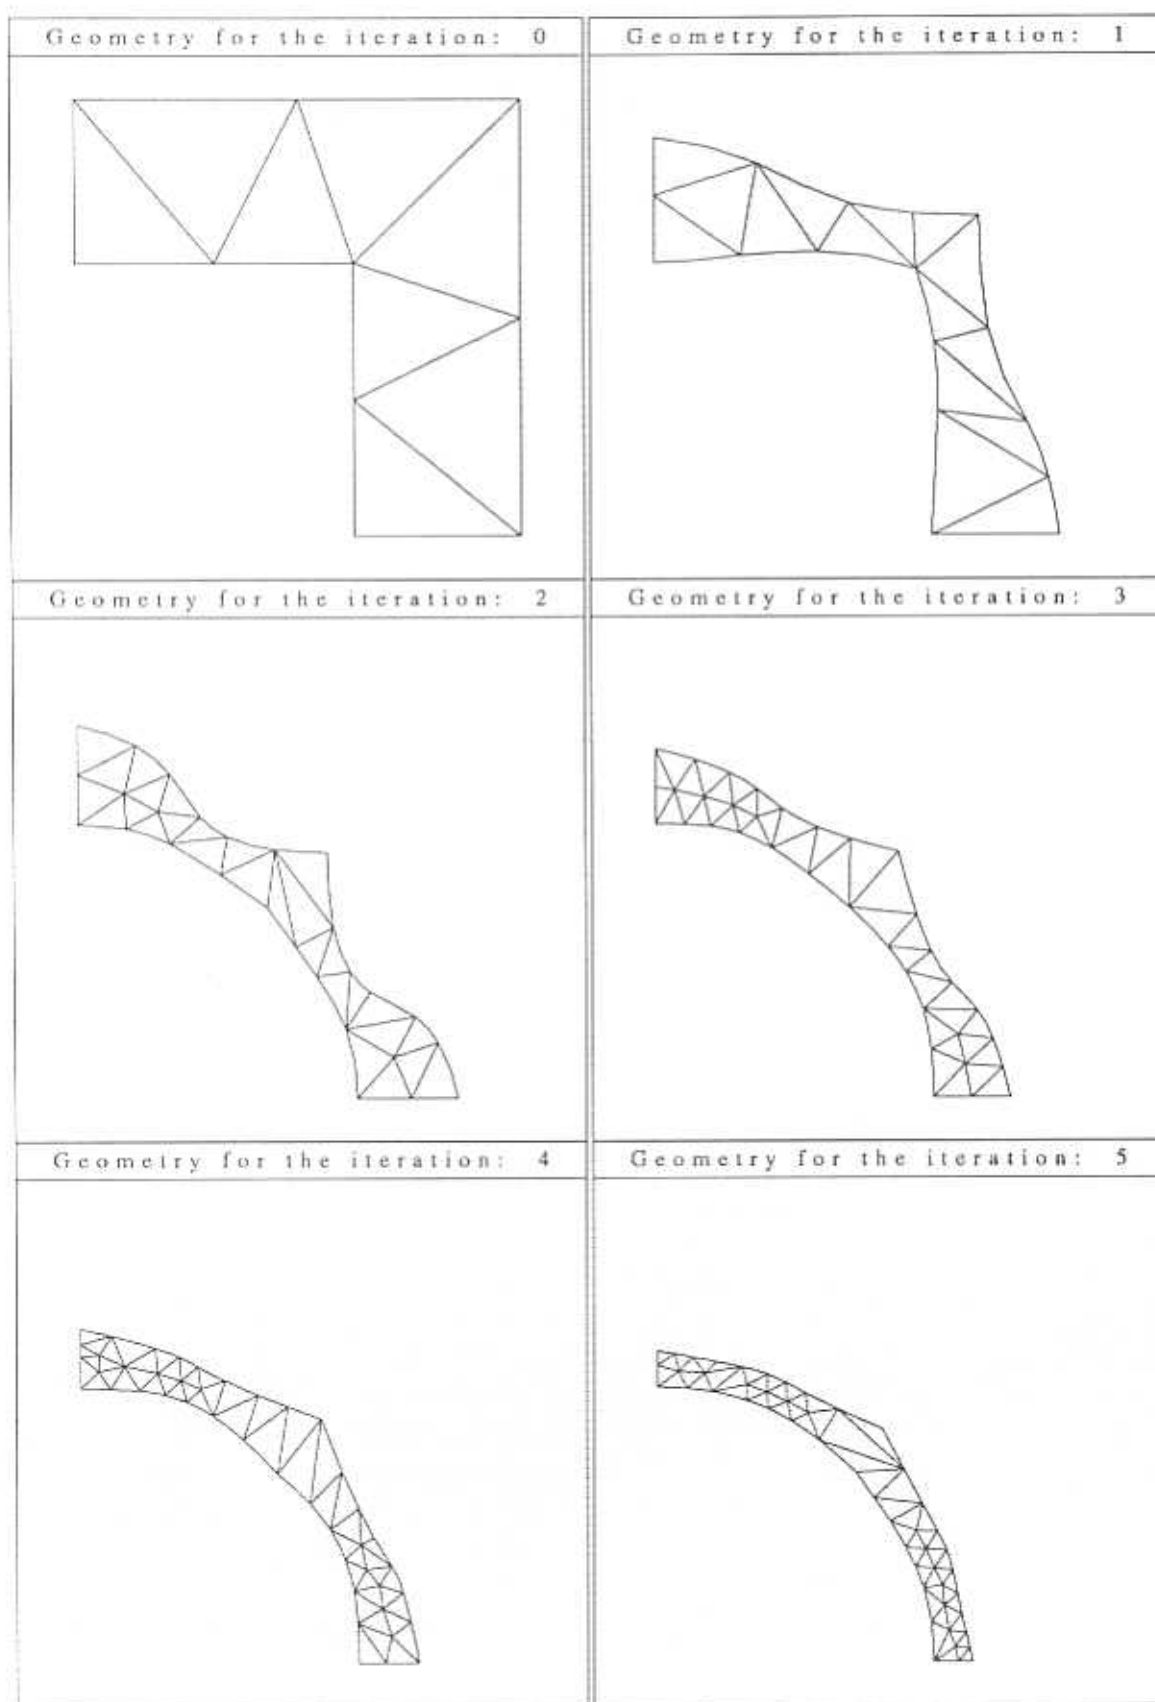 Geometry for the iteration: 0
Geometry for the iteration: 1
Geometry for the iteration: 2
Geometry for the iteration: 3
Geometry for the iteration: 4
Geometry for the iteration: 5